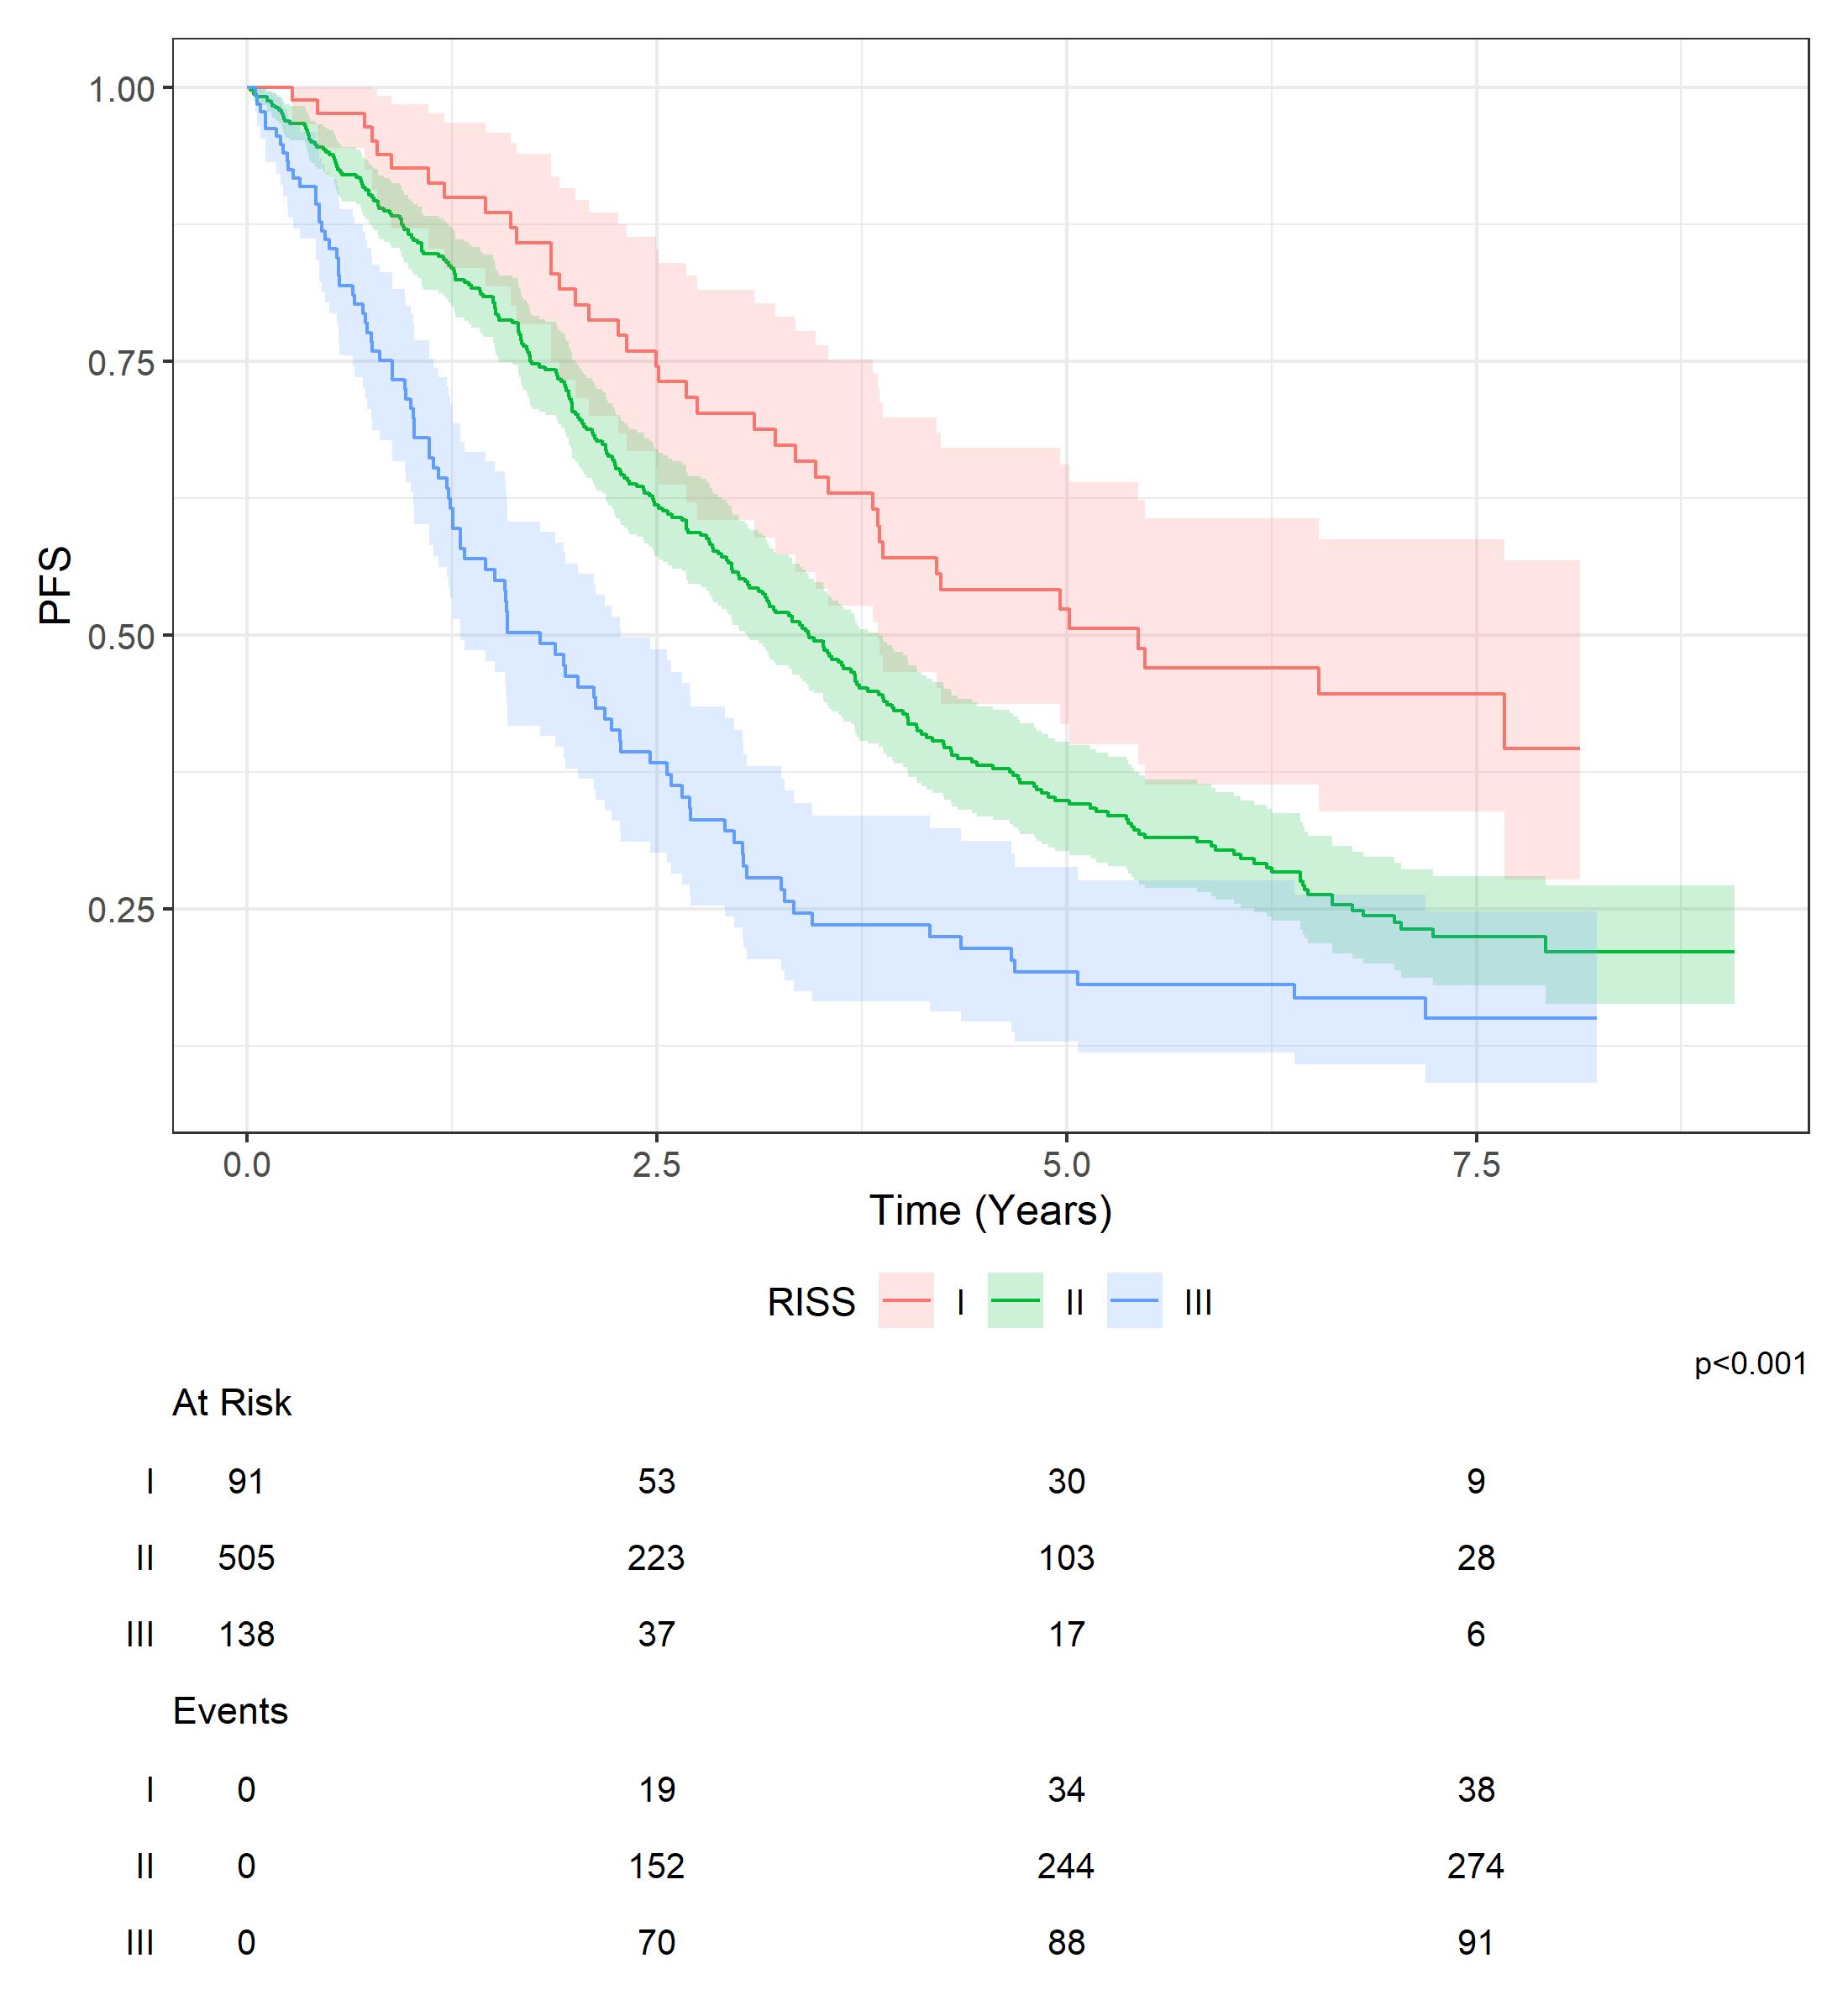 1.00
0.75
0.50
0.25
PFS
0.0 2.5 5.0 7.5
Time (Years)
RISS I II III
p<0.001
At Risk
I 91 53 30 9
II 505 223 103 28
III 138 37 17 6
Events
I 0 19 34 38
II 0 152 244 274
III 0 70 88 91